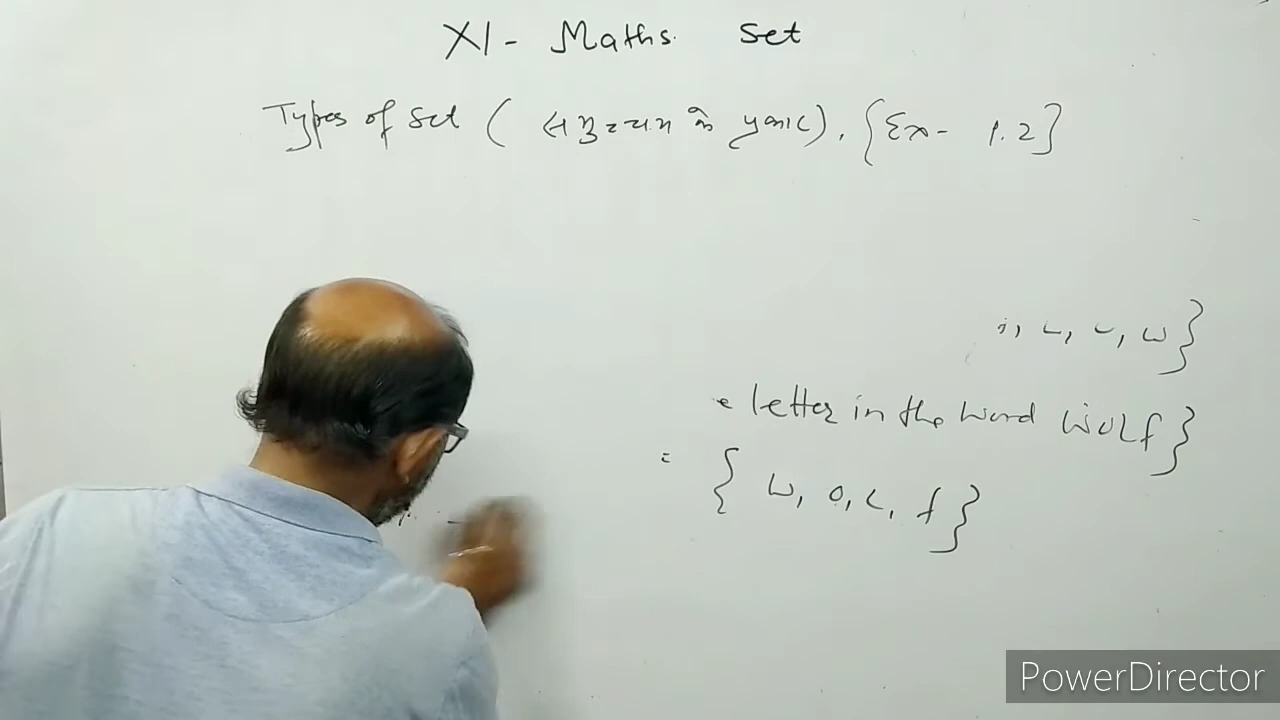 XI - Maths Set
Types of Set ( समुच्चय के प्रकार ). {Ex- 1.2}
L, L, W}
letter in the word WOLf}
= { W, O, L, f }
PowerDirector